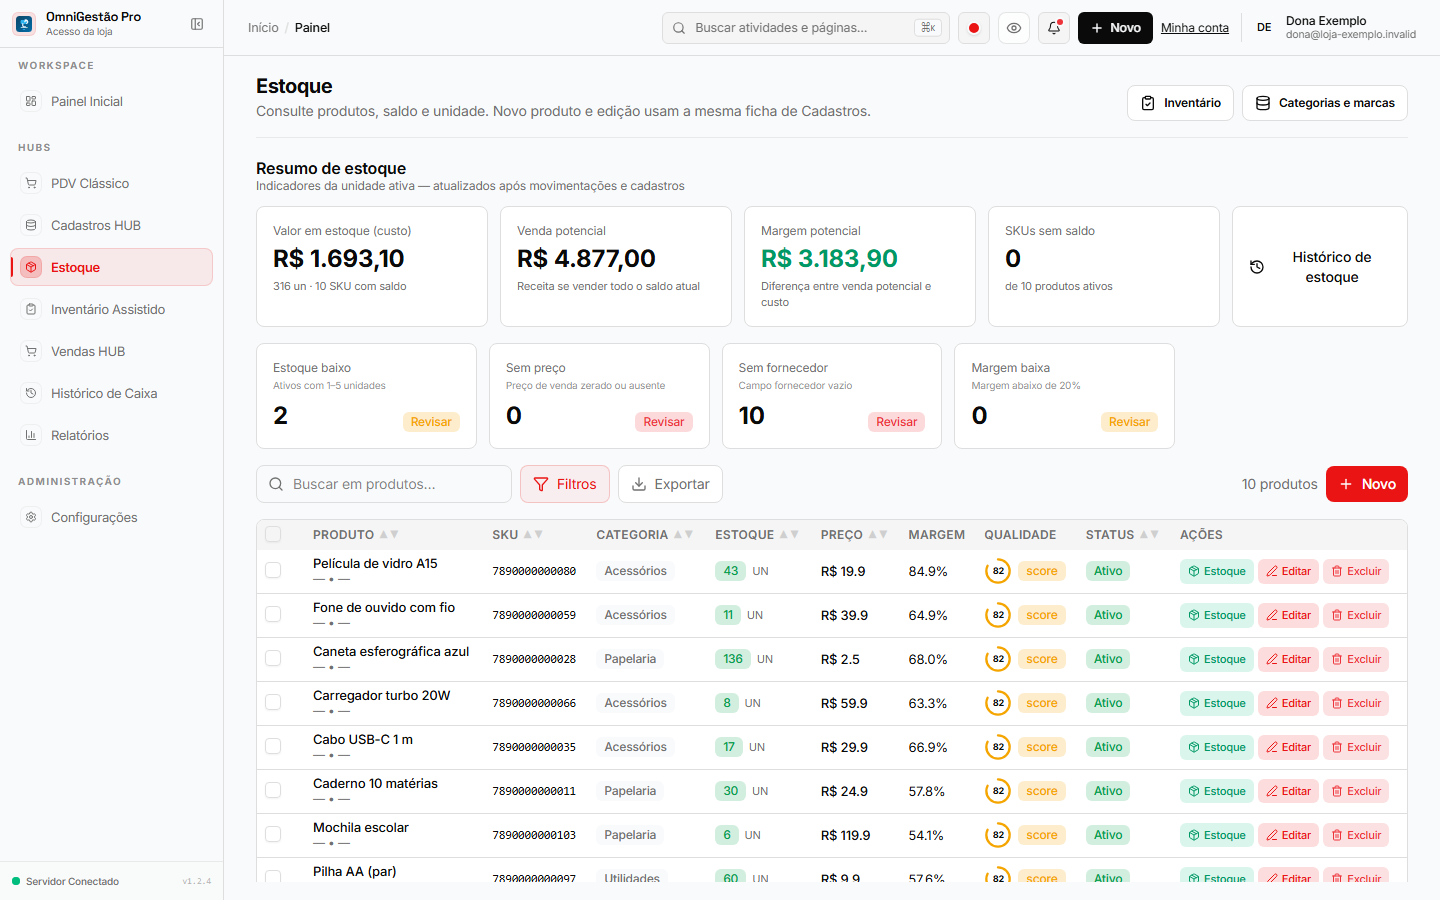 OmniGestão Pro
Acesso da loja
WORKSPACE
Painel Inicial
HUBS
PDV Clássico
Cadastros HUB
Estoque
Inventário Assistido
Vendas HUB
Histórico de Caixa
Relatórios
ADMINISTRAÇÃO
Configurações
Servidor Conectado v1.2.4
Início / Painel
Buscar atividades e páginas... ⌘K
+ Novo
Minha conta
DE
Dona Exemplo
dona@loja-exemplo.invalid
Estoque
Consulte produtos, saldo e unidade. Novo produto e edição usam a mesma ficha de Cadastros.
Inventário
Categorias e marcas
Resumo de estoque
Indicadores da unidade ativa — atualizados após movimentações e cadastros
Valor em estoque (custo)
R$ 1.693,10
316 un · 10 SKU com saldo
Venda potencial
R$ 4.877,00
Receita se vender todo o saldo atual
Margem potencial
R$ 3.183,90
Diferença entre venda potencial e
custo
SKUs sem saldo
0
de 10 produtos ativos
Histórico de
estoque
Estoque baixo
Ativos com 1–5 unidades
2 Revisar
Sem preço
Preço de venda zerado ou ausente
0 Revisar
Sem fornecedor
Campo fornecedor vazio
10 Revisar
Margem baixa
Margem abaixo de 20%
0 Revisar
Buscar em produtos...
Filtros
Exportar
10 produtos
+ Novo
PRODUTO ▲▼ SKU ▲▼ CATEGORIA ▲▼ ESTOQUE ▲▼ PREÇO ▲▼ MARGEM QUALIDADE STATUS ▲▼ AÇÕES
Película de vidro A15
— • —
7890000000080 Acessórios 43 UN R$ 19.9 84.9% 82 score Ativo Estoque Editar Excluir
Fone de ouvido com fio
— • —
7890000000059 Acessórios 11 UN R$ 39.9 64.9% 82 score Ativo Estoque Editar Excluir
Caneta esferográfica azul
— • —
7890000000028 Papelaria 136 UN R$ 2.5 68.0% 82 score Ativo Estoque Editar Excluir
Carregador turbo 20W
— • —
7890000000066 Acessórios 8 UN R$ 59.9 63.3% 82 score Ativo Estoque Editar Excluir
Cabo USB-C 1 m
— • —
7890000000035 Acessórios 17 UN R$ 29.9 66.9% 82 score Ativo Estoque Editar Excluir
Caderno 10 matérias
— • —
7890000000011 Papelaria 30 UN R$ 24.9 57.8% 82 score Ativo Estoque Editar Excluir
Mochila escolar
— • —
7890000000103 Papelaria 6 UN R$ 119.9 54.1% 82 score Ativo Estoque Editar Excluir
Pilha AA (par)
7890000000097 Utilidades 60 UN R$ 9.9 57.6% 82 score Ativo Estoque Editar Excluir